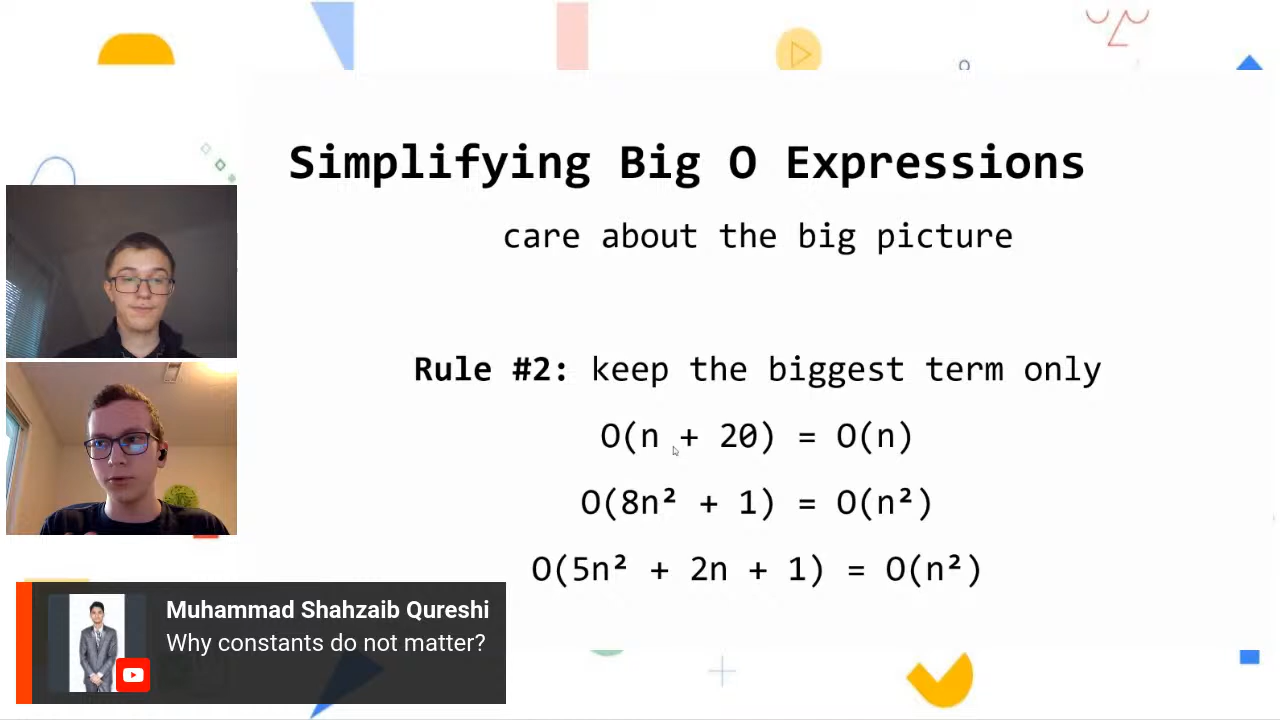 Simplifying Big O Expressions
care about the big picture
Rule #2: keep the biggest term only
O(n + 20) = O(n)
O(8n² + 1) = O(n²)
O(5n² + 2n + 1) = O(n²)
Muhammad Shahzaib Qureshi
Why constants do not matter?